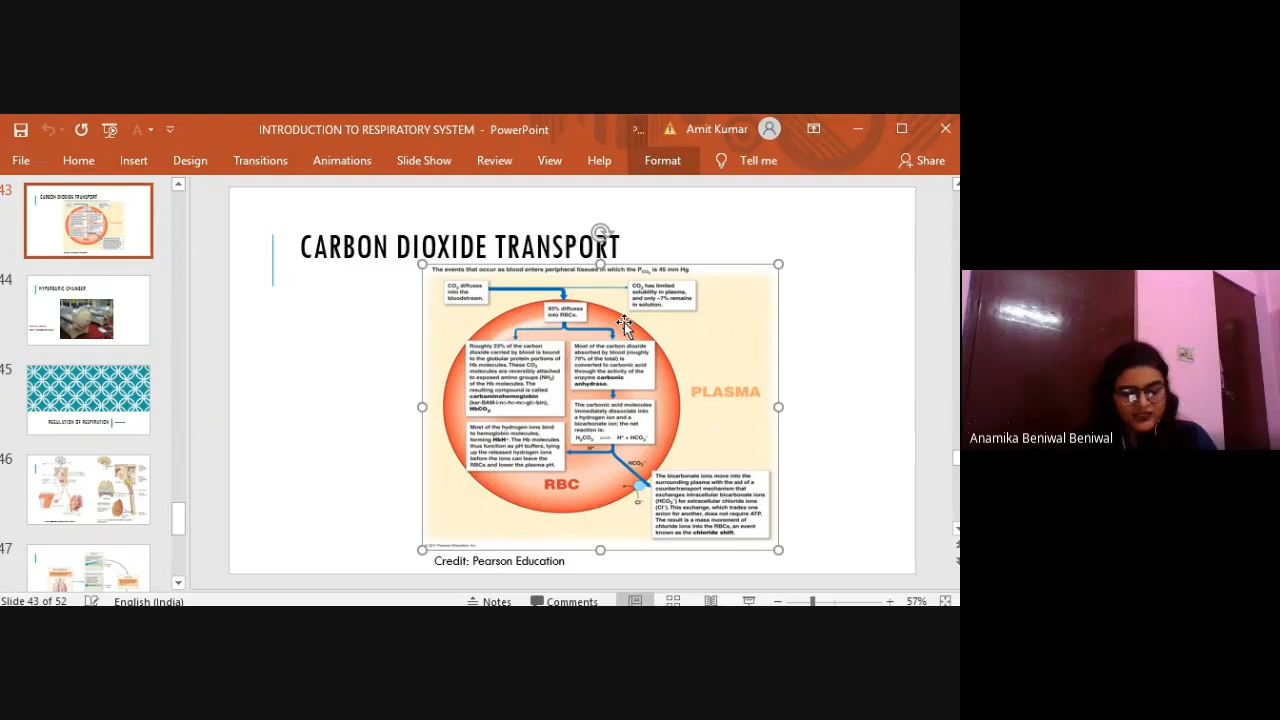 INTRODUCTION TO RESPIRATORY SYSTEM - PowerPoint
P...
Amit Kumar
File Home Insert Design Transitions Animations Slide Show Review View Help Format Tell me Share
43
CARBON DIOXIDE TRANSPORT
44
HYPERBARIC CHAMBER
45
REGULATION OF RESPIRATION
46
47
CARBON DIOXIDE TRANSPORT
The events that occur as blood enters peripheral tissues in which the PCO2 is 45 mm Hg
CO2 diffuses
into the
bloodstream.
CO2 has limited
solubility in plasma,
and only ~7% remains
in solution.
93% diffuses
into RBCs.
Roughly 23% of the carbon
dioxide carried by blood is bound
to the globular protein portions of
Hb molecules. These CO2
molecules are reversibly attached
to exposed amino groups (NH2)
of the Hb molecules. The
resulting compound is called
carbaminohemoglobin
(kar-BAM-i-nō-hē-mō-glō-bin),
HbCO2.
Most of the carbon dioxide
absorbed by blood (roughly
70% of the total) is
converted to carbonic acid
through the activity of the
enzyme carbonic
anhydrase.
The carbonic acid molecules
immediately dissociate into
a hydrogen ion and a
bicarbonate ion; the net
reaction is:
H2CO3 H+ + HCO3-
Most of the hydrogen ions bind
to hemoglobin molecules,
forming HbH+. The Hb molecules
thus function as pH buffers, tying
up the released hydrogen ions
before the ions can leave the
RBCs and lower the plasma pH.
H+
HCO3-
Cl-
PLASMA
RBC
The bicarbonate ions move into the
surrounding plasma with the aid of a
countertransport mechanism that
exchanges intracellular bicarbonate ions
(HCO3-) for extracellular chloride ions
(Cl-). This exchange, which trades one
anion for another, does not require ATP.
The result is a mass movement of
chloride ions into the RBCs, an event
known as the chloride shift.
© 2011 Pearson Education, Inc.
Credit: Pearson Education
Slide 43 of 52 English (India) Notes Comments 57%
Anamika Beniwal Beniwal